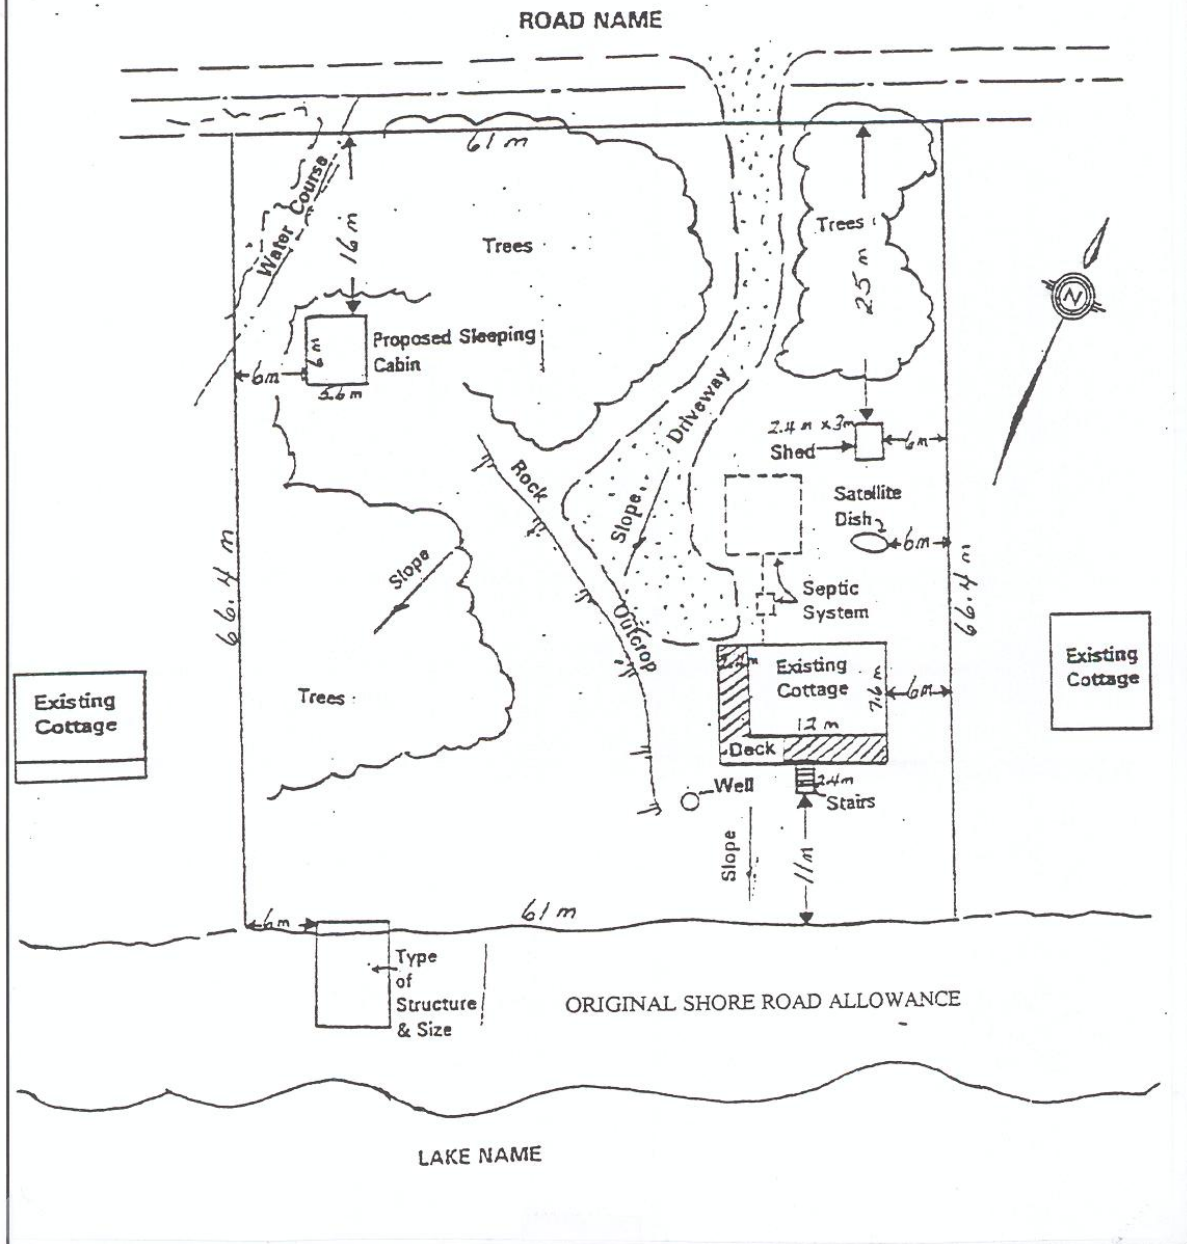 ROAD NAME
61 m
Water Course
16 m
Trees
Trees
25 m
N
Proposed Sleeping
Cabin
6m
6m
5.6 m
Driveway
2.4 m x 3m
Shed
6m
Rock
Outcrop
Slope
Satellite
Dish
6m
Slope
Septic
System
66.4 m
66.4 m
Existing
Cottage
Trees
2.4m
Existing
Cottage
7.6 m
6m
12 m
Deck
Existing
Cottage
Well
2.4m
Stairs
Slope
11m
6m
61 m
Type
of
Structure
& Size
ORIGINAL SHORE ROAD ALLOWANCE
LAKE NAME